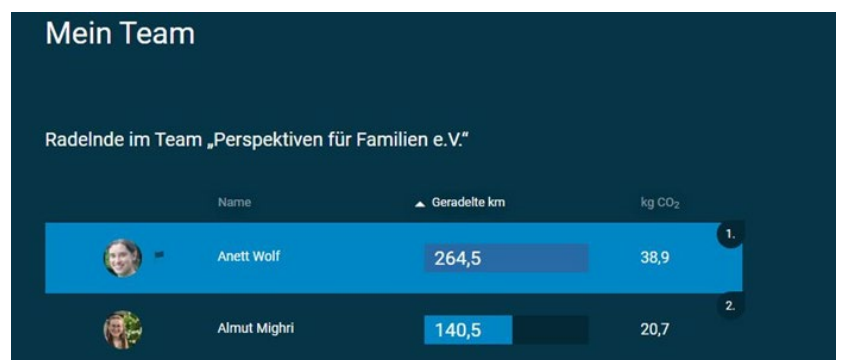 Mein Team
Radelnde im Team „Perspektiven für Familien e.V.“
Name Geradelte km kg CO₂
1.
Anett Wolf 264,5 38,9
2.
Almut Mighri 140,5 20,7